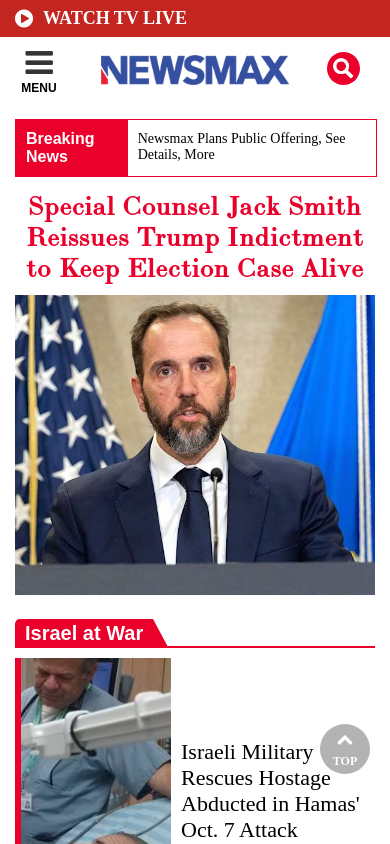 WATCH TV LIVE
MENU
NEWSMAX
Breaking
News
Newsmax Plans Public Offering, See
Details, More
Special Counsel Jack Smith
Reissues Trump Indictment
to Keep Election Case Alive
Israel at War
Israeli Military
Rescues Hostage
Abducted in Hamas'
Oct. 7 Attack
TOP